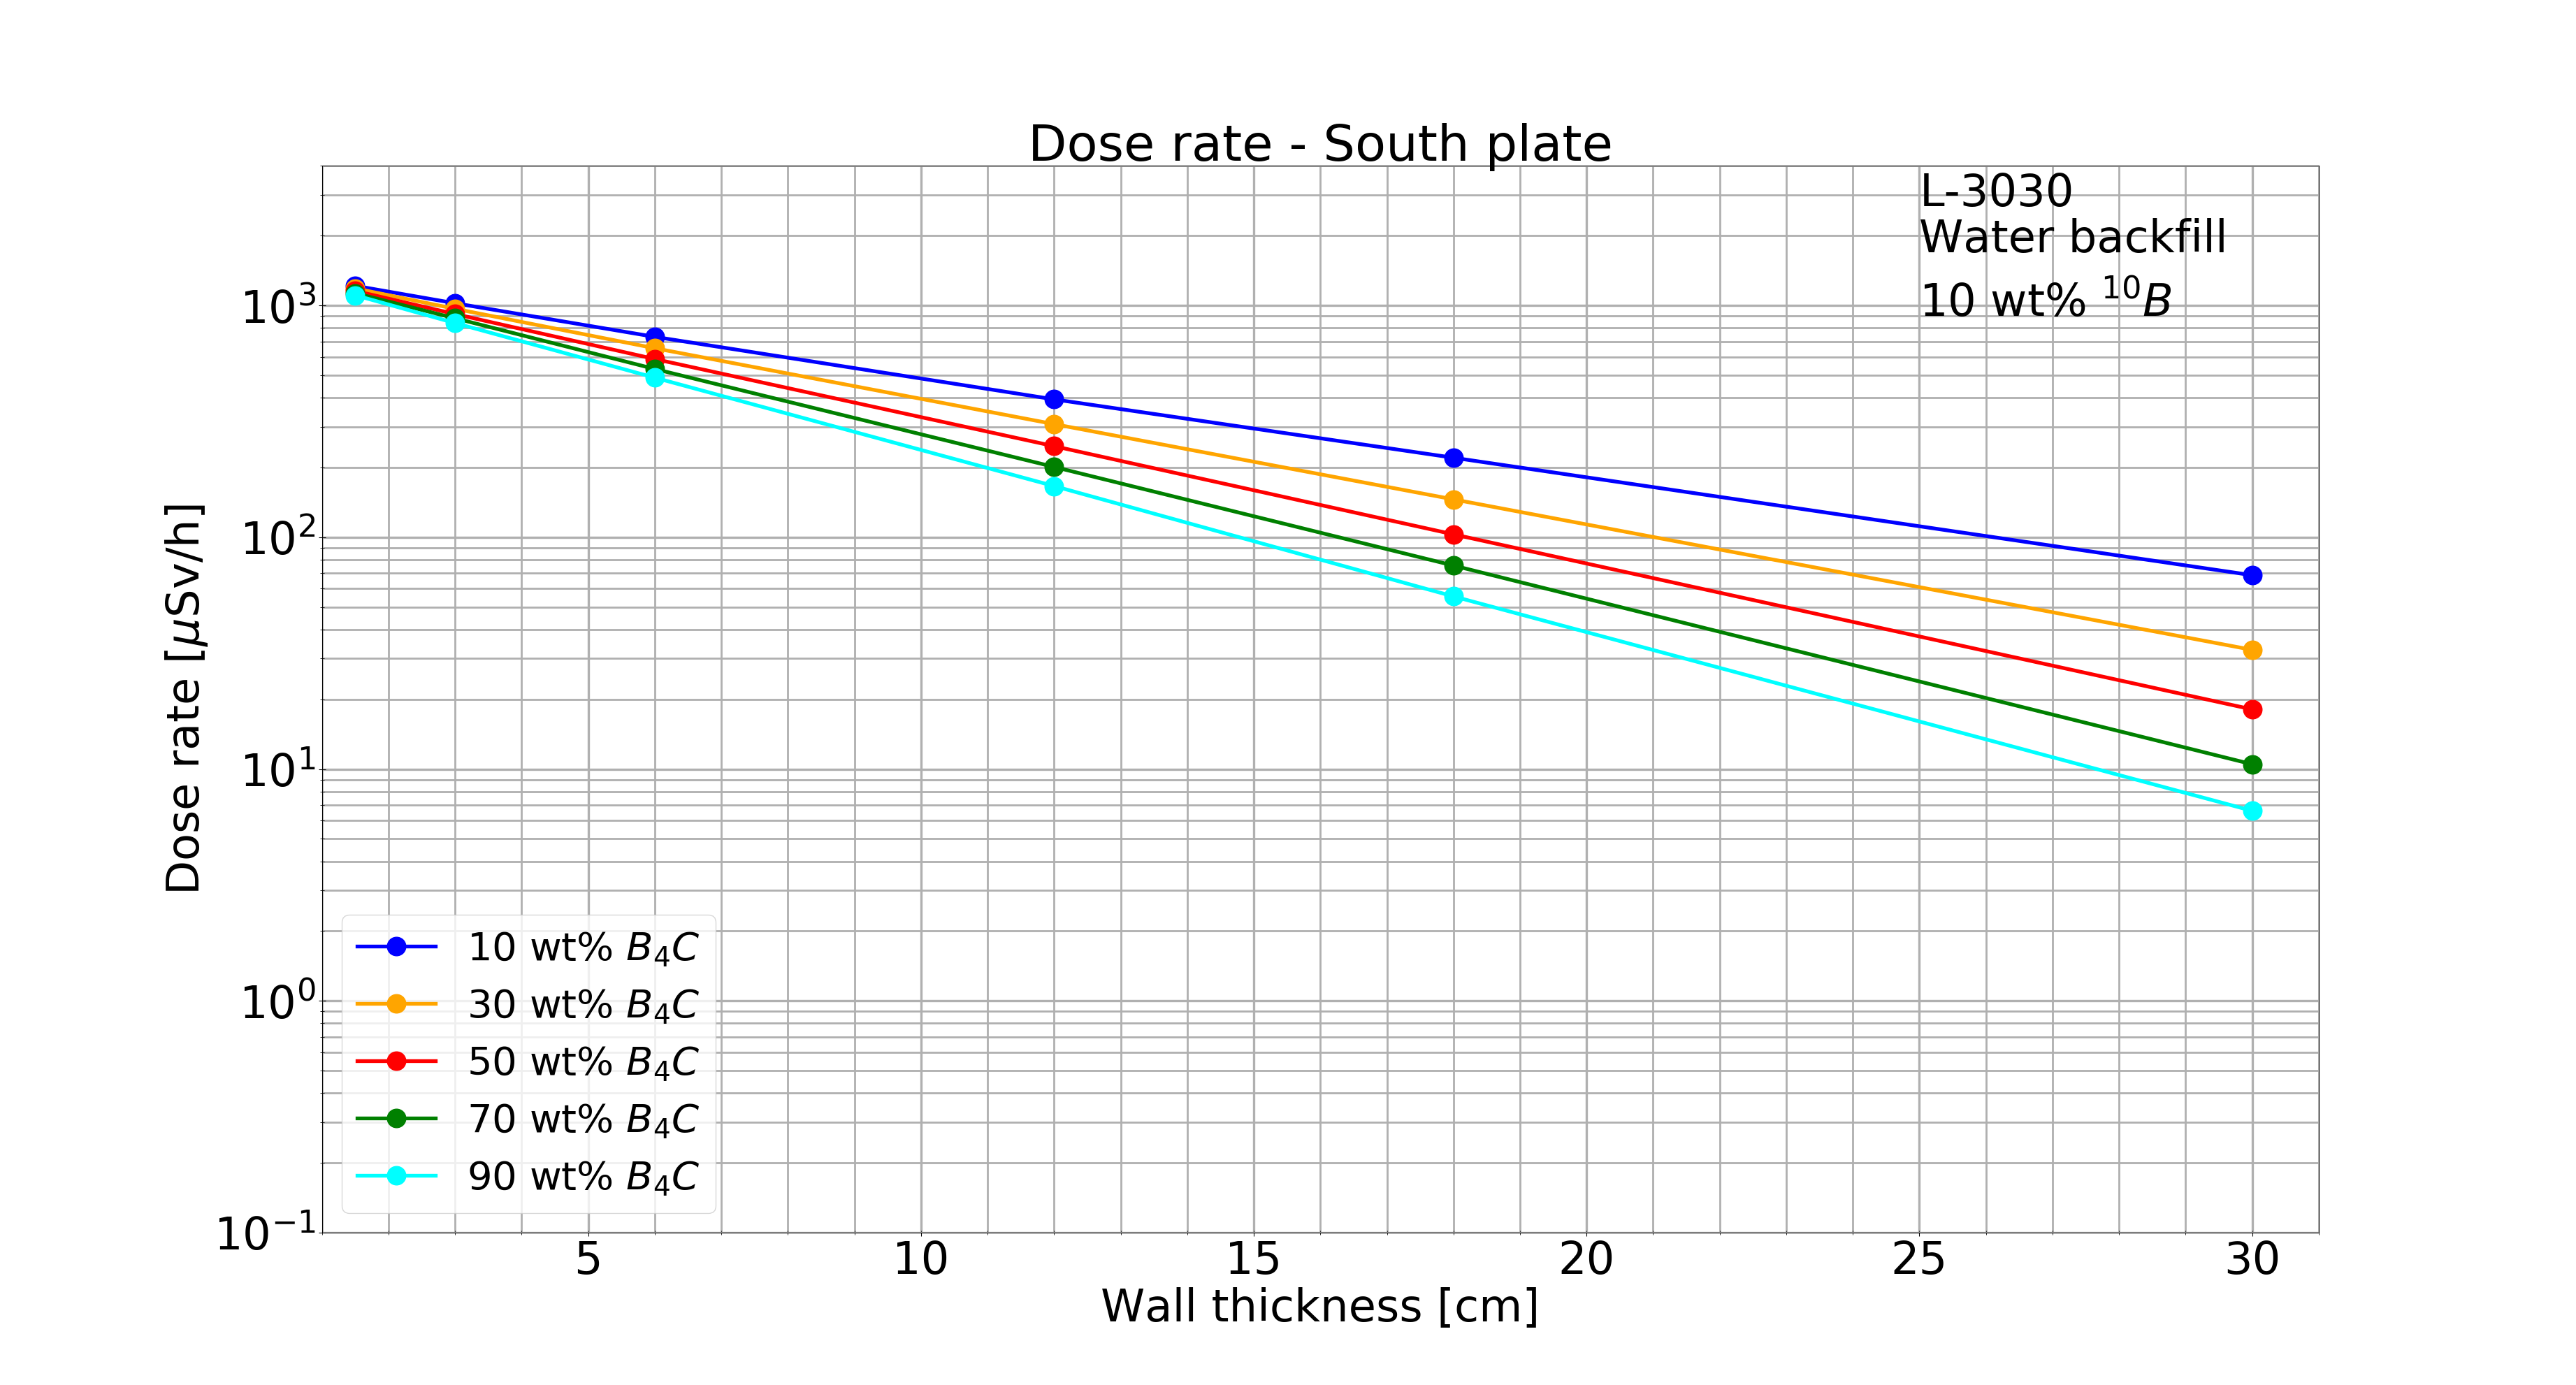 Dose rate - South plate
L-3030
Water backfill
10 wt% ¹⁰B
Dose rate [μSv/h]
10³
10²
10¹
10⁰
10⁻¹
10 wt% B₄C
30 wt% B₄C
50 wt% B₄C
70 wt% B₄C
90 wt% B₄C
5 10 15 20 25 30
Wall thickness [cm]